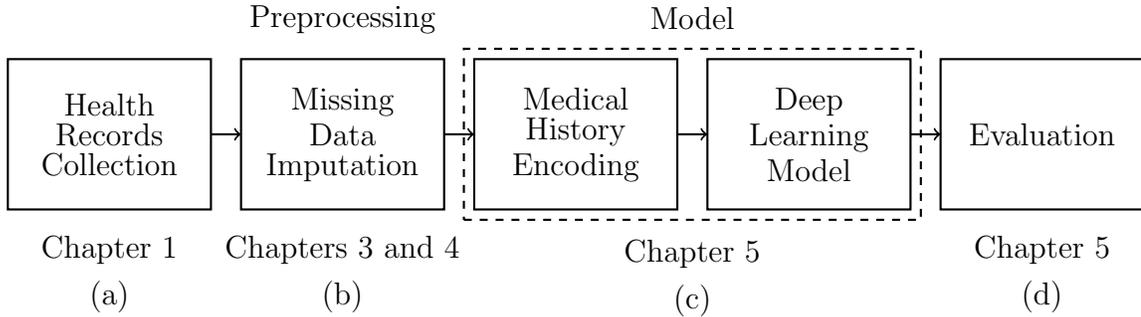 Preprocessing
Model
Health
Records
Collection
Missing
Data
Imputation
Medical
History
Encoding
Deep
Learning
Model
Evaluation
Chapter 1
Chapters 3 and 4
Chapter 5
Chapter 5
(a)
(b)
(c)
(d)